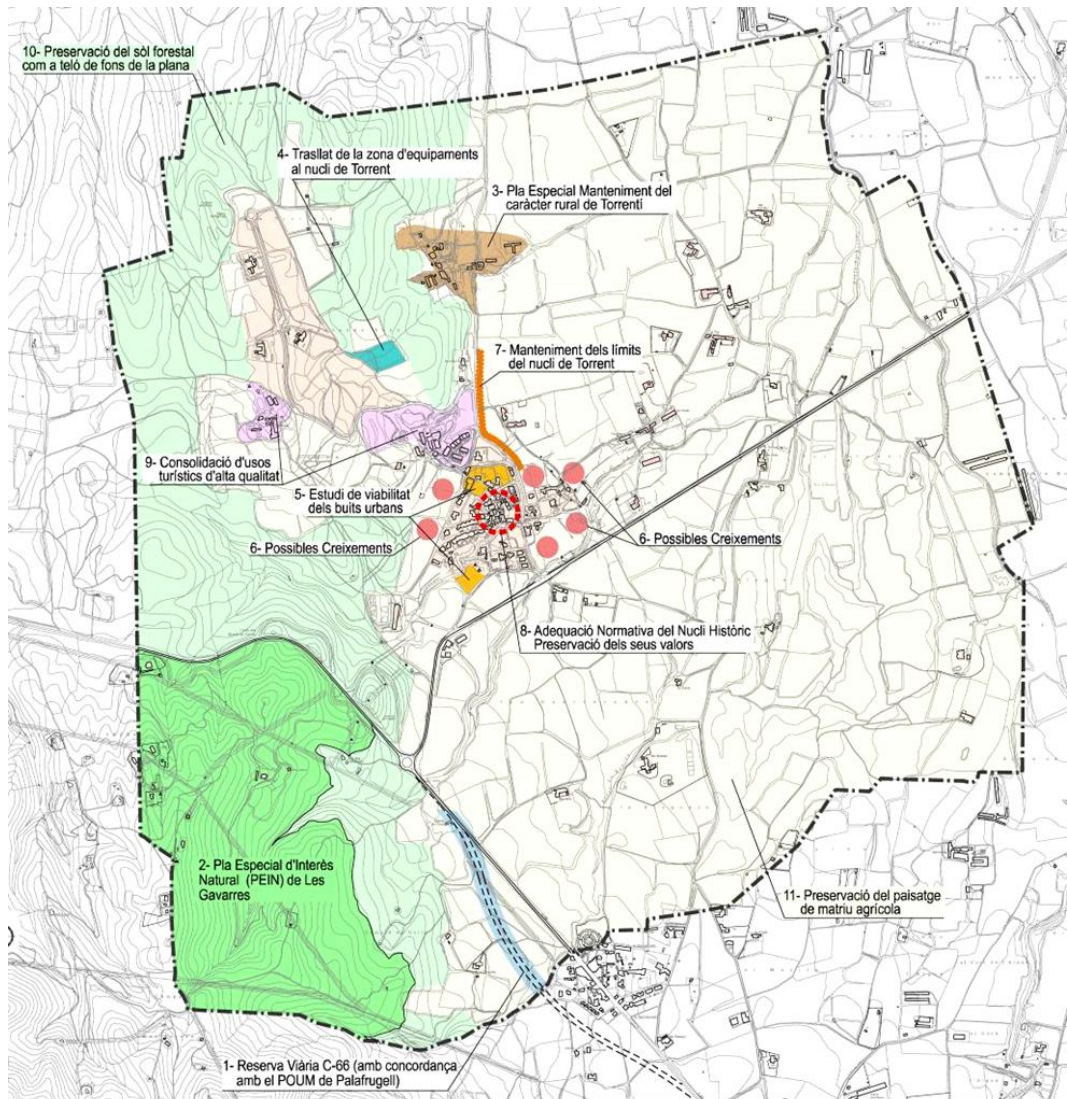 10- Preservació del sòl forestal
com a teló de fons de la plana
4- Trasllat de la zona d'equipaments
al nucli de Torrent
3- Pla Especial Manteniment del
caràcter rural de Torrentí
7- Manteniment dels límits
del nucli de Torrent
9- Consolidació d'usos
turístics d'alta qualitat
5- Estudi de viabilitat
dels buits urbans
6- Possibles Creixements
6- Possibles Creixements
8- Adequació Normativa del Nucli Històric
Preservació dels seus valors
2- Pla Especial d'Interès
Natural (PEIN) de Les
Gavarres
11- Preservació del paisatge
de matriu agrícola
1- Reserva Viària C-66 (amb concordança
amb el POUM de Palafrugell)